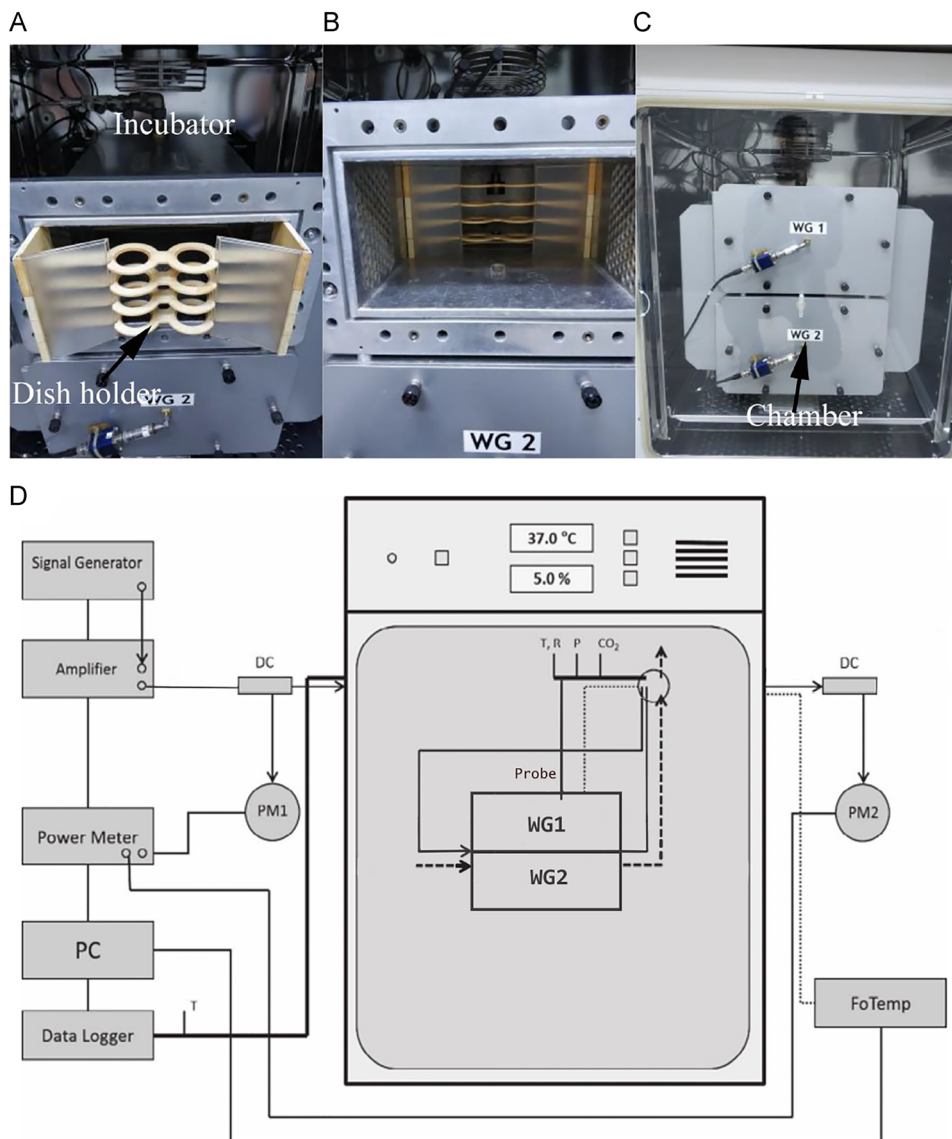 A
B
C
Incubator
Dish holder
WG 2
WG 2
WG 1
WG 2
Chamber
D
Signal Generator
Amplifier
DC
PM1
Power Meter
PC
Data Logger
T
37.0 °C
5.0 %
T, R P CO₂
Probe
WG1
WG2
DC
PM2
FoTemp